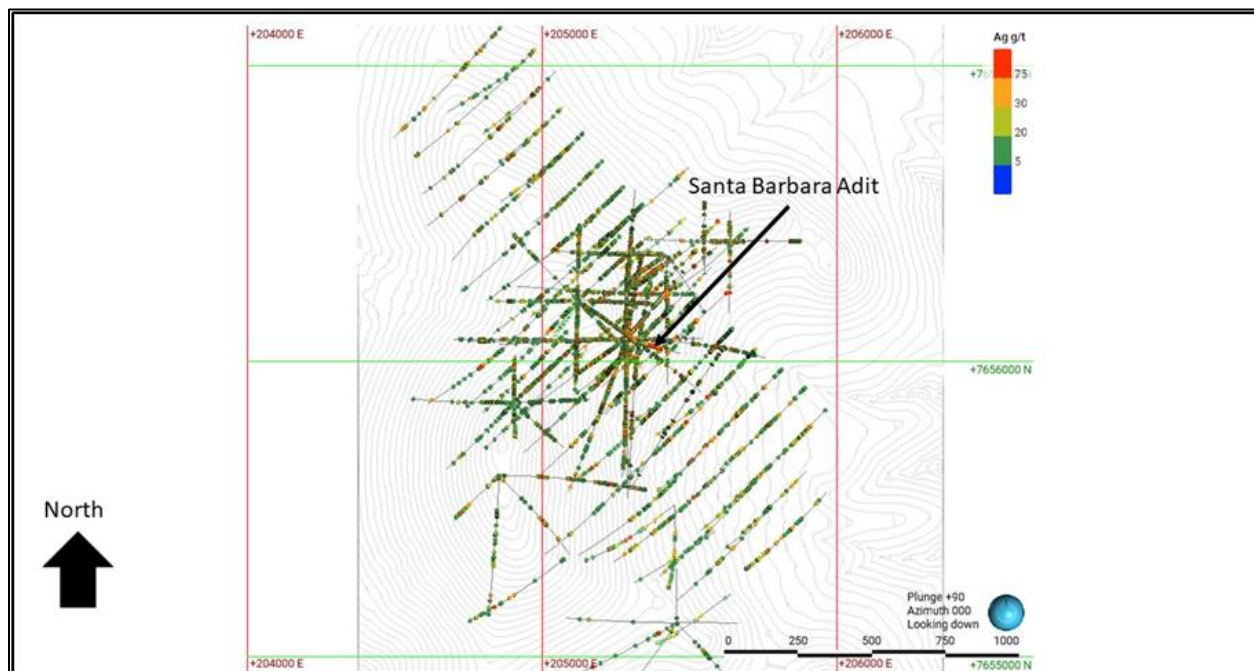 +204000 E
+205000 E
+206000 E
Ag g/t
75
30
20
5
Santa Barbara Adit
+7656000 N
North
Plunge +90
Azimuth 000
Looking down
0
250
500
750
1000
+204000 E
+205000 E
+206000 E
+7655000 N